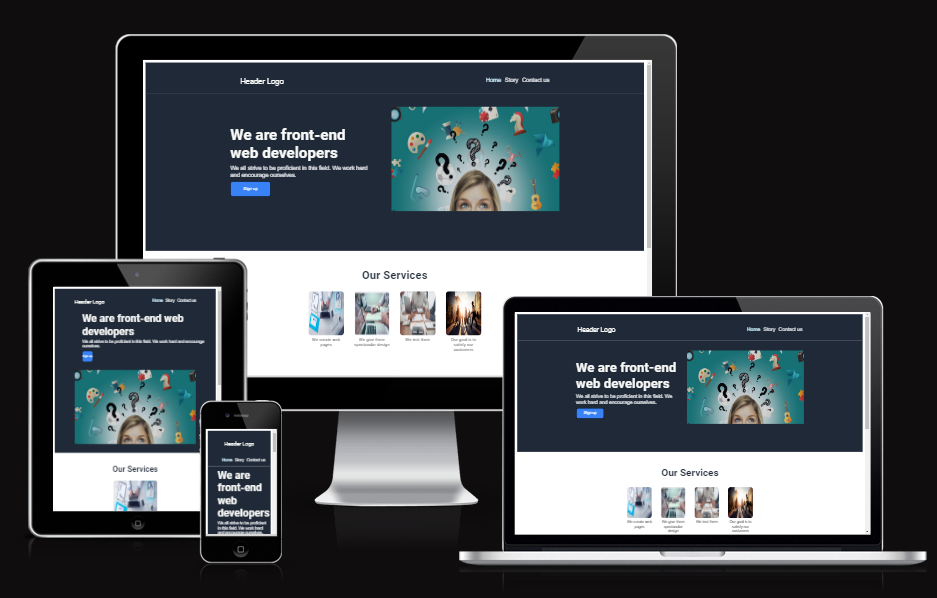 Header Logo
Home Story Contact us
We are front-end
web developers
We all strive to be proficient in this field. We work hard
and encourage ourselves.
Sign up
Our Services
We create web
pages
We give them
spectacular design
We test them
Our goal is to
satisfy our
customers
Header Logo
Home Story Contact us
We are front-end web
developers
We all strive to be proficient in this field. We work hard and encourage
ourselves.
Sign up
Our Services
Header Logo
Home Story Contact us
We are
front-end
web
developers
We all strive to be proficient
in this field. We work hard
and encourage ourselves.
Header Logo
Home Story Contact us
We are front-end
web developers
We all strive to be proficient in this field. We
work hard and encourage ourselves.
Sign up
Our Services
We create web
pages
We give them
spectacular
design
We test them
Our goal is to
satisfy our
customers